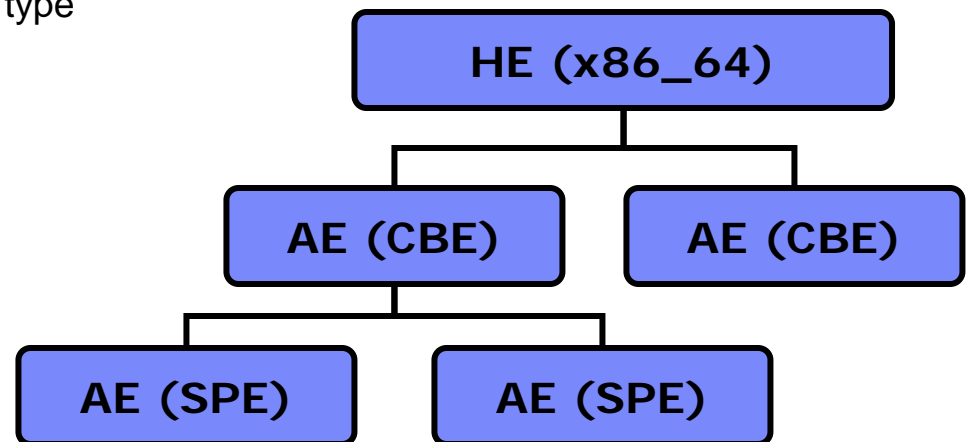 type
HE (x86_64)
AE (CBE) AE (CBE)
AE (SPE) AE (SPE)